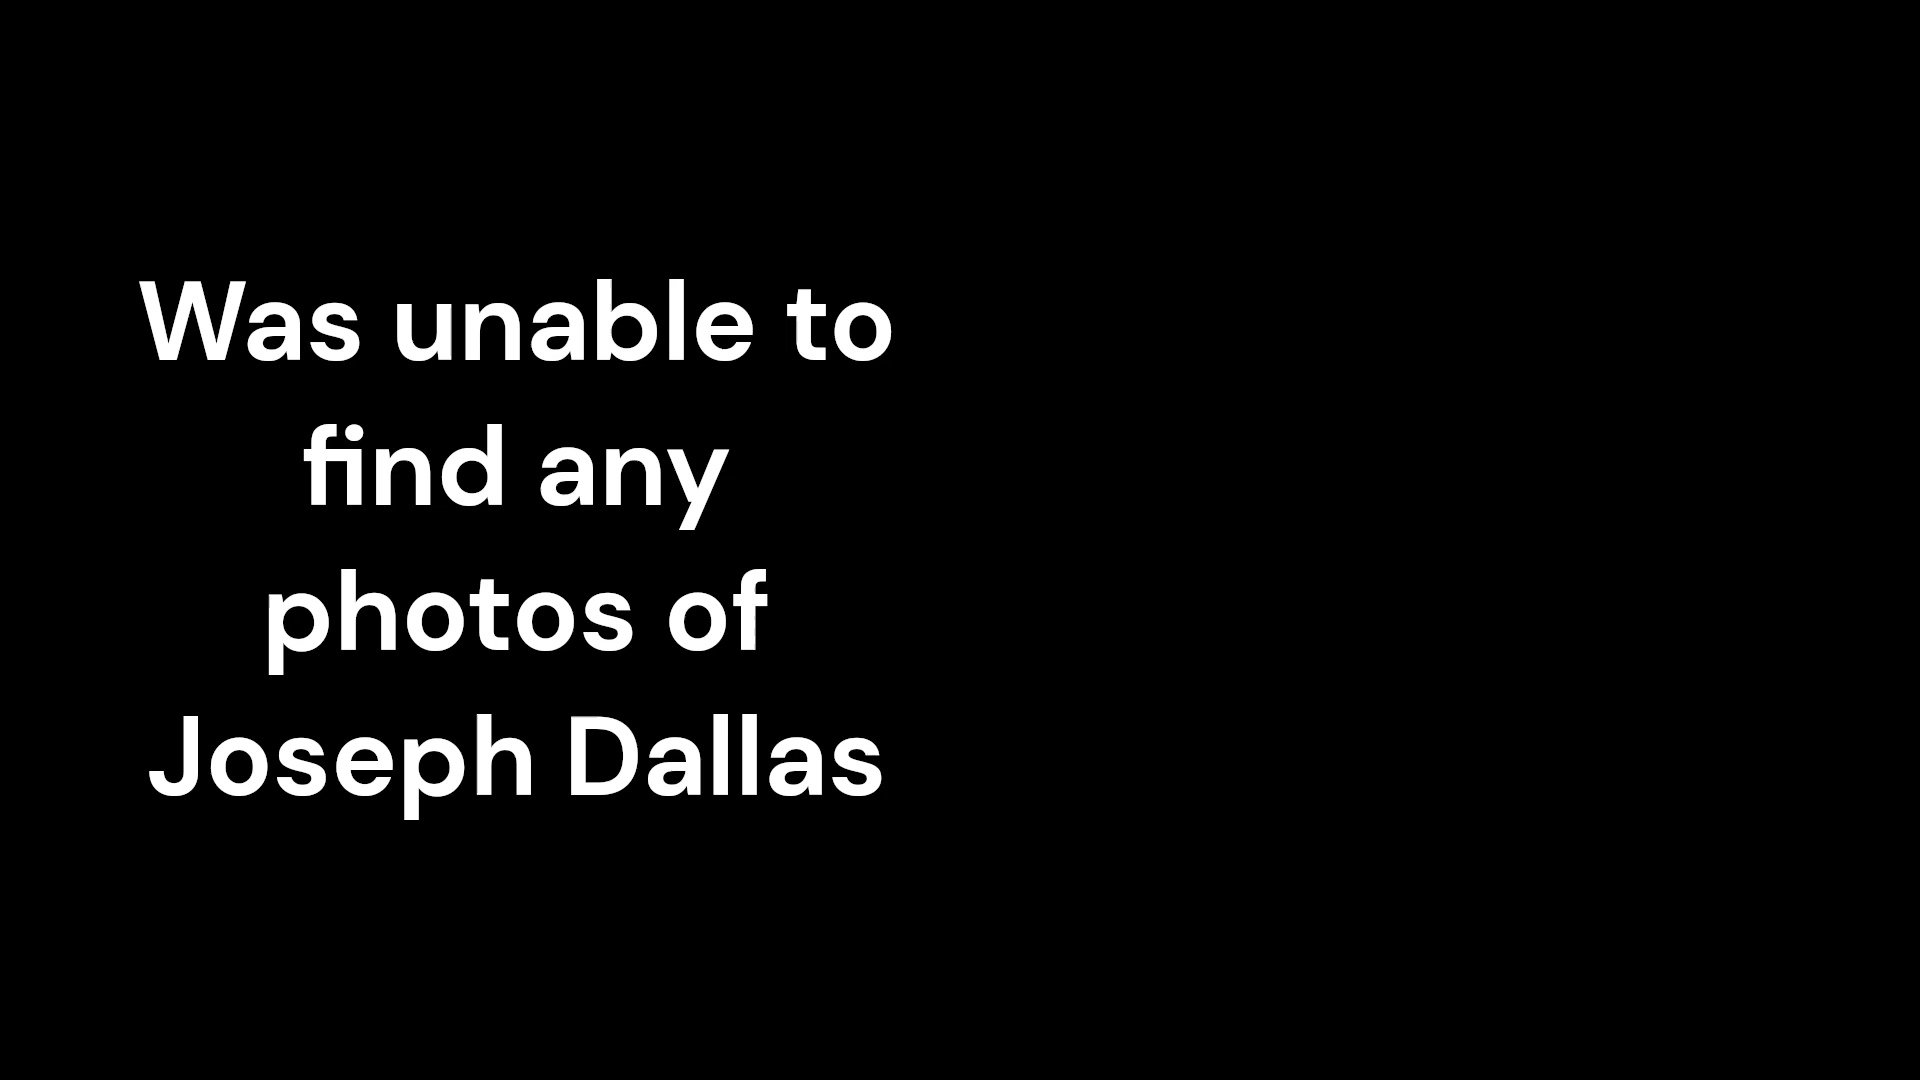 Was unable to
find any
photos of
Joseph Dallas